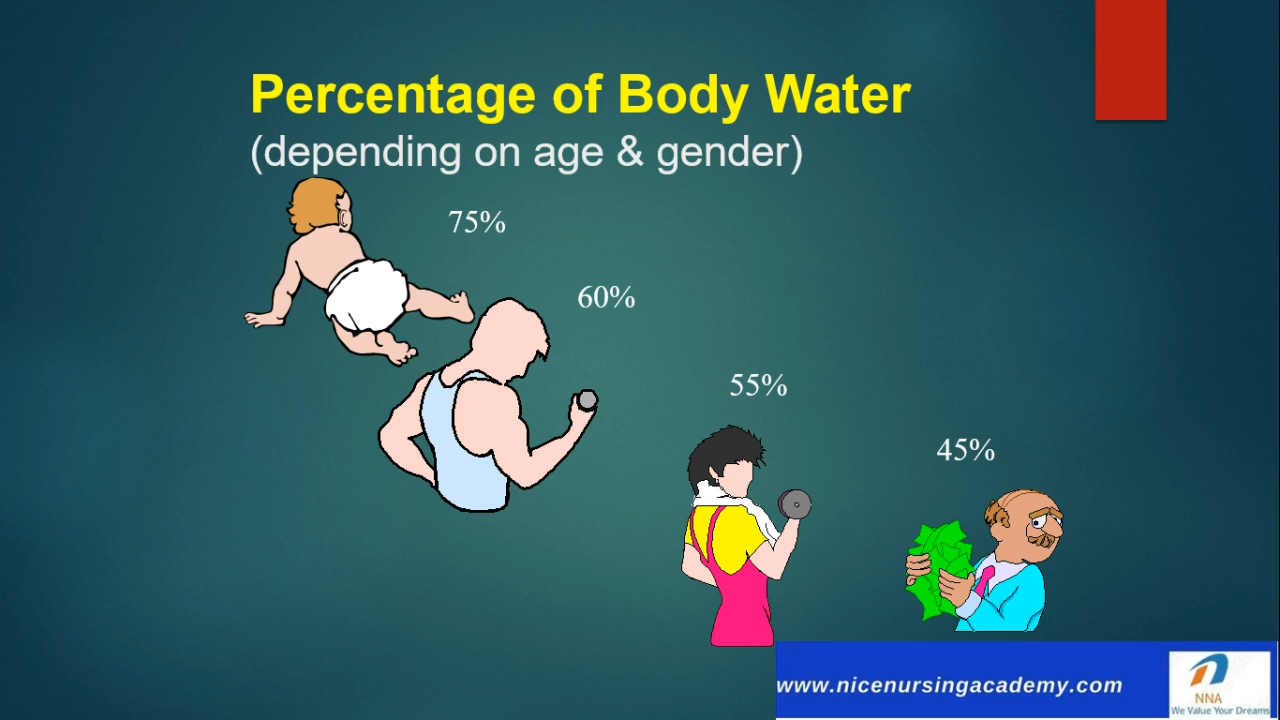 Percentage of Body Water
(depending on age & gender)
75%
60%
55%
45%
www.nicenursingacademy.com
NNA
We Value Your Dreams